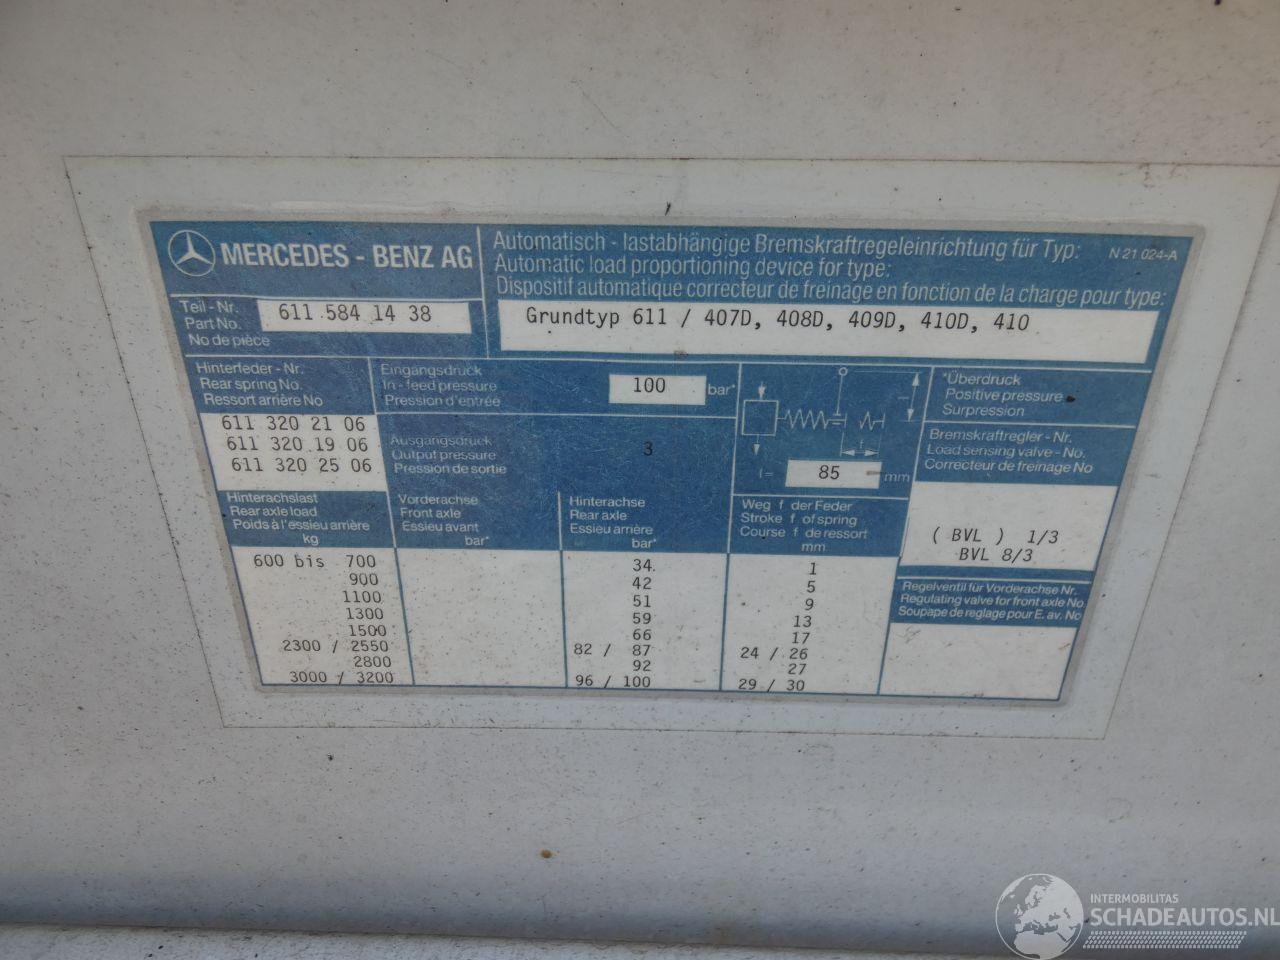 MERCEDES - BENZ AG
Automatisch - lastabhängige Bremskraftregeleinrichtung für Typ:
N 21 024-A
Automatic load proportioning device for type:
Dispositif automatique correcteur de freinage en fonction de la charge pour type:
Teil - Nr.
Part No.
No de pièce
611 584 14 38
Grundtyp 611 / 407D, 408D, 409D, 410D, 410
Hinterfeder - Nr.
Rear spring No.
Ressort arrière No
611 320 21 06
611 320 19 06
611 320 25 06
Eingangsdruck
In - feed pressure
Pression d'entrée
100
bar*
Ausgangsdruck
Output pressure
Pression de sortie
3
l =
85
mm
f
l
*Überdruck
Positive pressure
Surpression
Bremskraftregler - Nr.
Load sensing valve - No.
Correcteur de freinage No
( BVL ) 1/3
BVL 8/3
Regelventil für Vorderachse Nr.
Regulating valve for front axle No
Soupape de reglage pour E. av. No
Hinterachslast
Rear axle load
Poids à l'essieu arrière
kg
Vorderachse
Front axle
Essieu avant
bar*
Hinterachse
Rear axle
Essieu arrière
bar*
Weg f der Feder
Stroke f of spring
Course f de ressort
mm
600 bis 700 34 1
900 42 5
1100 51 9
1300 59 13
1500 66 17
2300 / 2550 82 / 87 24 / 26
2800 92 27
3000 / 3200 96 / 100 29 / 30
INTERMOBILITAS
SCHADEAUTOS.NL